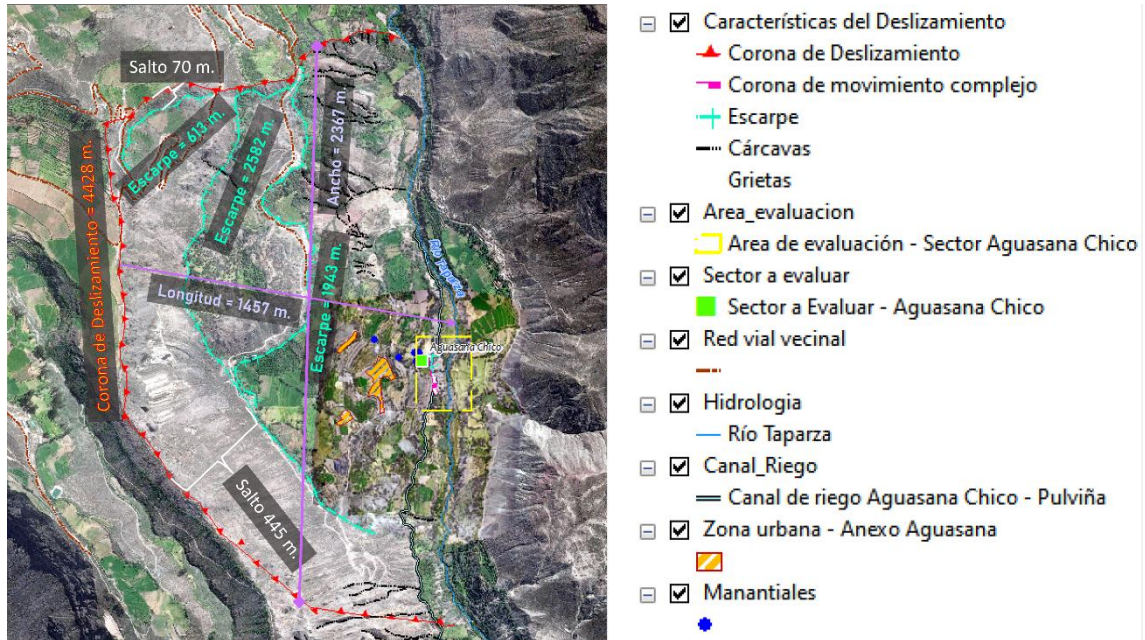 Salto 70 m.
Escarpe = 613 m.
Escarpe = 2582 m.
Ancho = 2367 m.
Corona de Deslizamiento = 4428 m.
Río Taparza
Longitud = 1457 m.
Escarpe = 1943 m.
Aguasana Chico
Salto 445 m.
Características del Deslizamiento
Corona de Deslizamiento
Corona de movimiento complejo
Escarpe
Cárcavas
Grietas
Area_evaluacion
Area de evaluación - Sector Aguasana Chico
Sector a evaluar
Sector a Evaluar - Aguasana Chico
Red vial vecinal
Hidrologia
Río Taparza
Canal_Riego
Canal de riego Aguasana Chico - Pulviña
Zona urbana - Anexo Aguasana
Manantiales